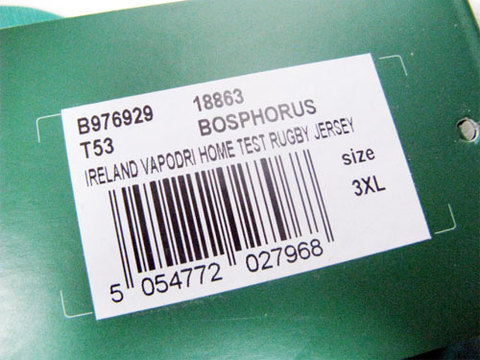 B976929 18863
T53 BOSPHORUS
IRELAND VAPODRI HOME TEST RUGBY JERSEY
size
3XL
5 054772 027968